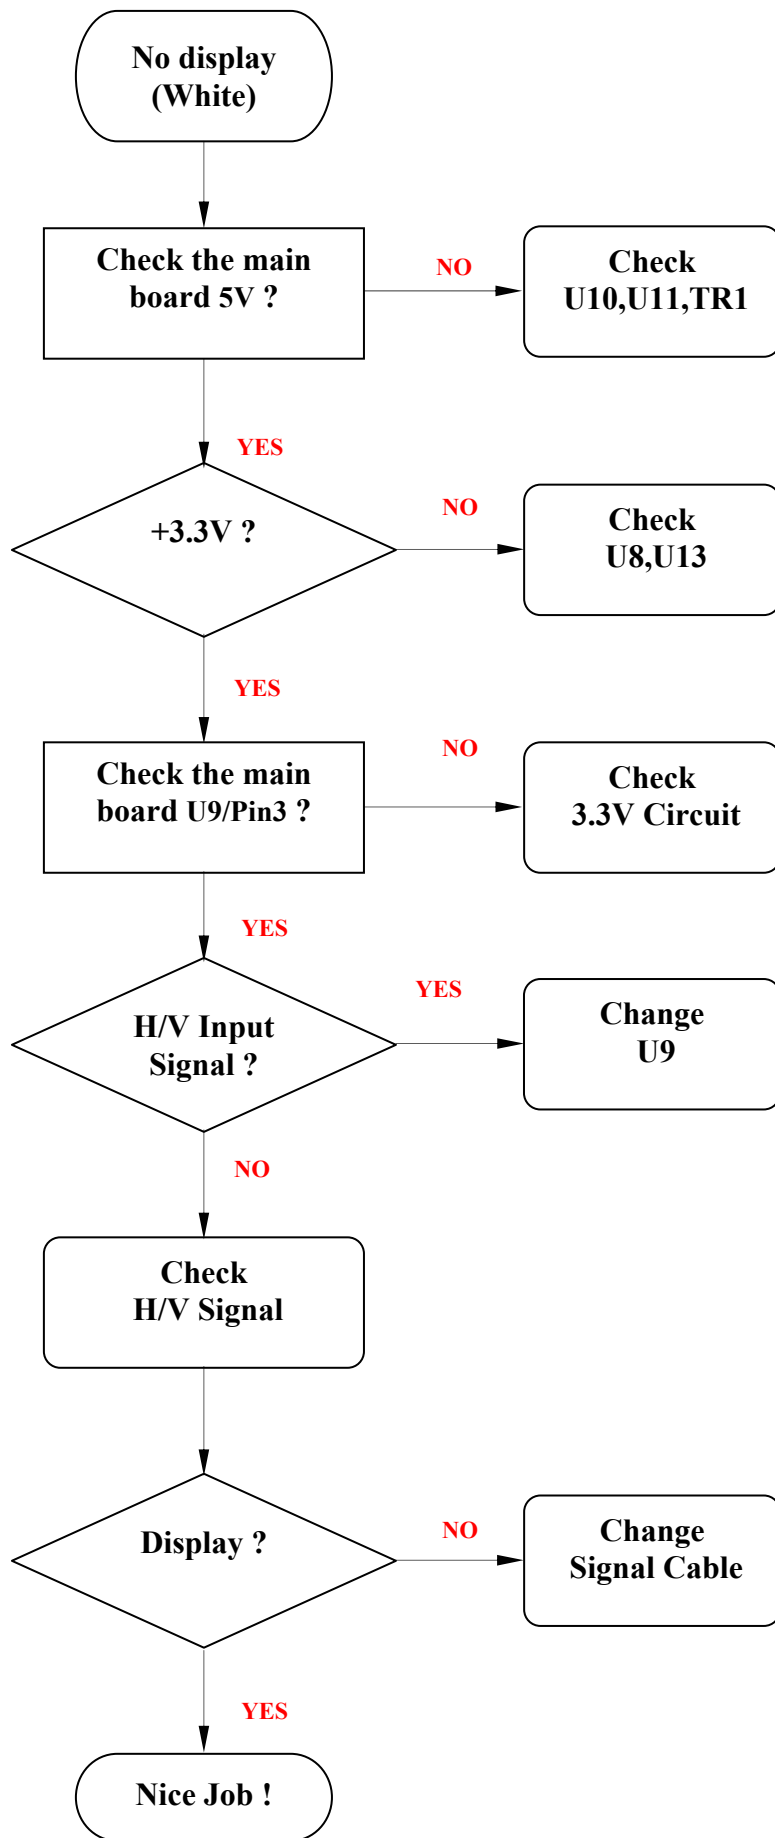 No display
(White)
Check the main
board 5V ?
NO
Check
U10,U11,TR1
YES
+3.3V ?
NO
Check
U8,U13
YES
Check the main
board U9/Pin3 ?
NO
Check
3.3V Circuit
YES
H/V Input
Signal ?
YES
Change
U9
NO
Check
H/V Signal
Display ?
NO
Change
Signal Cable
YES
Nice Job !